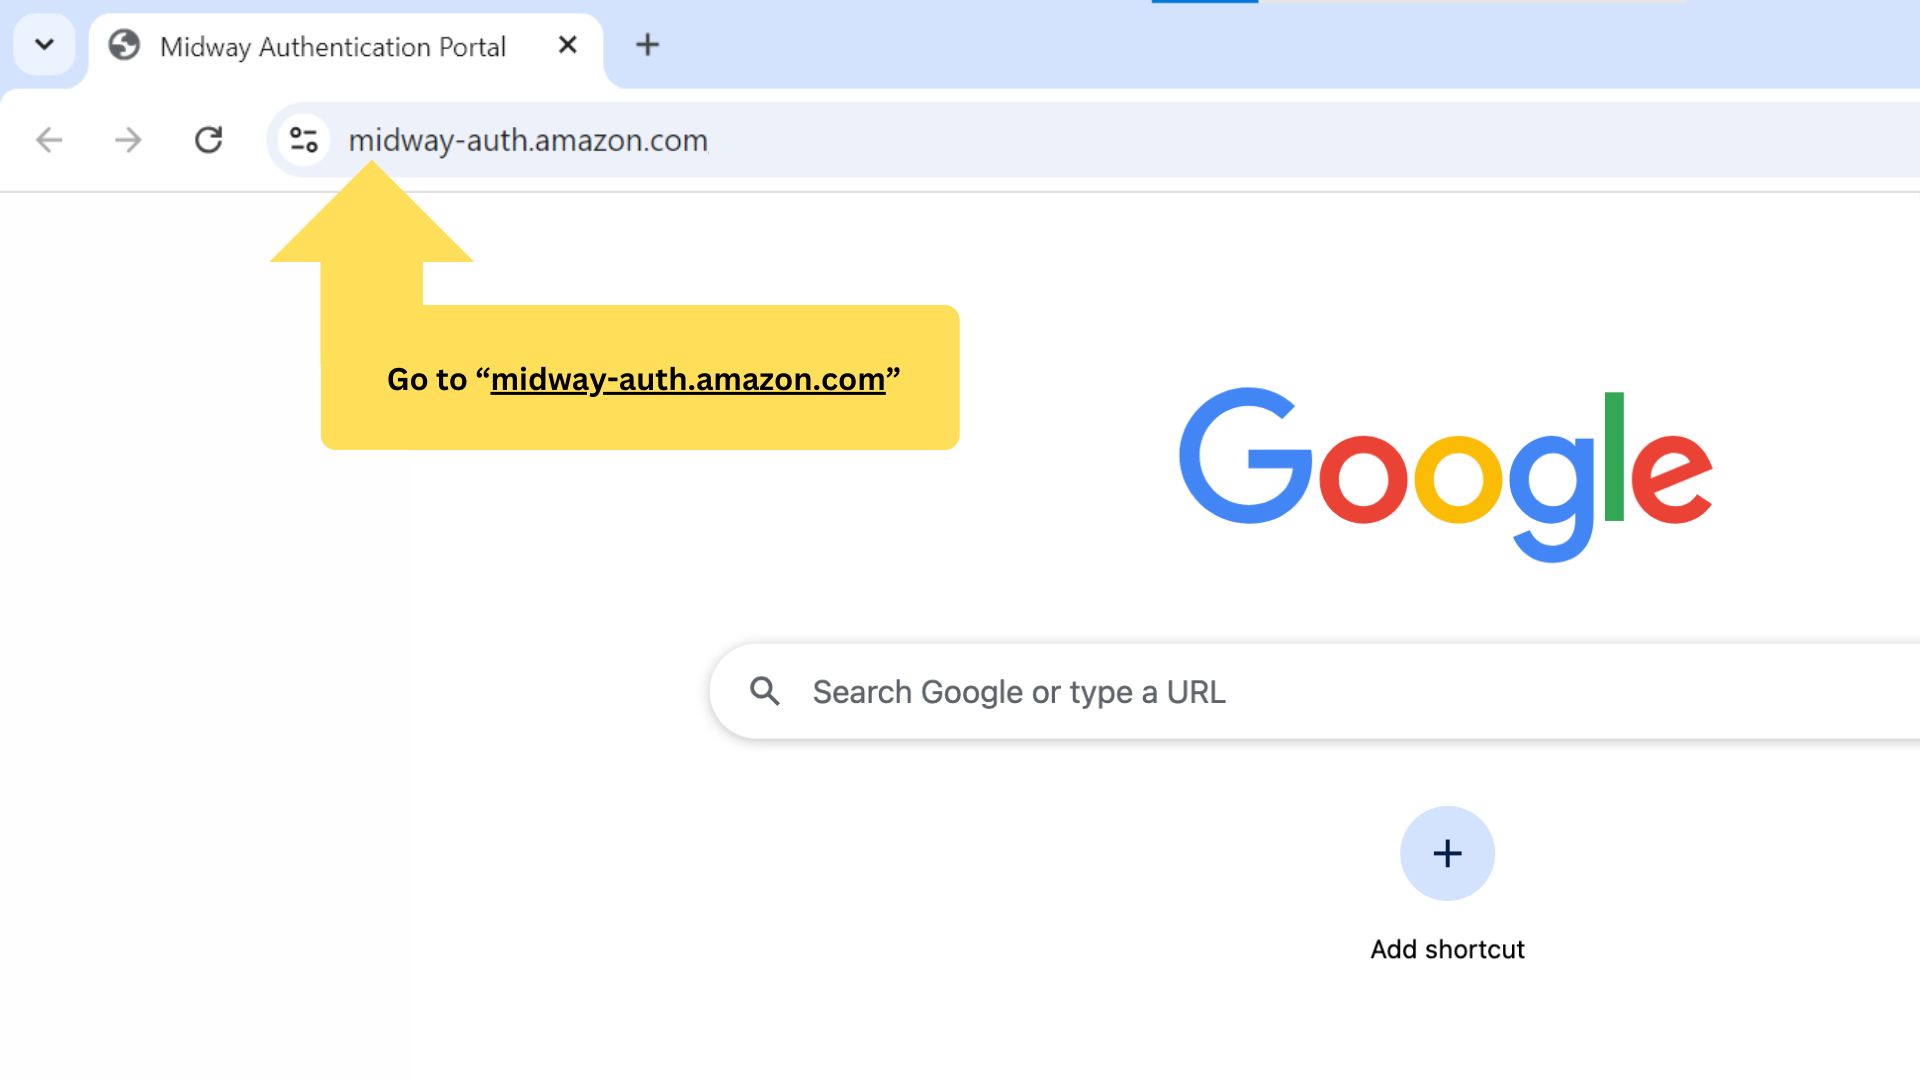 Midway Authentication Portal
midway-auth.amazon.com
Go to “midway-auth.amazon.com”
Google
Search Google or type a URL
Add shortcut